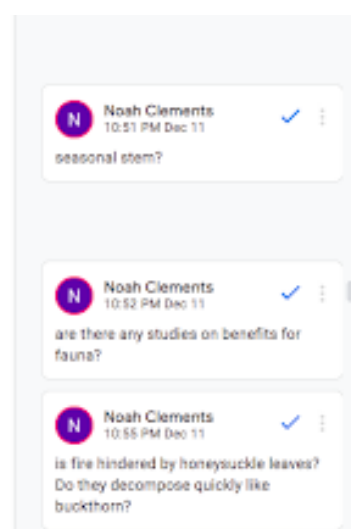 N
Noah Clements
10:51 PM Dec 11
seasonal stem?
N
Noah Clements
10:52 PM Dec 11
are there any studies on benefits for
fauna?
N
Noah Clements
10:55 PM Dec 11
is fire hindered by honeysuckle leaves?
Do they decompose quickly like
buckthorn?